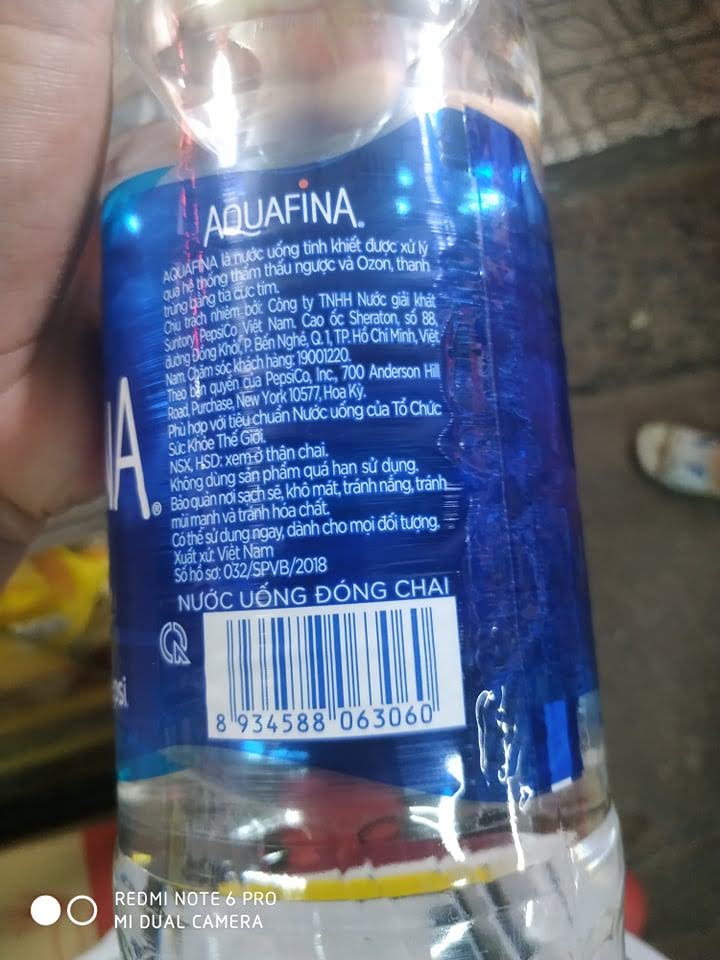 AQUAFINA®
AQUAFINA là nước uống tinh khiết được xử lý
qua hệ thống thẩm thấu ngược và Ozon, thanh
trùng bằng tia cực tím.
Chịu trách nhiệm bởi: Công ty TNHH Nước giải khát
Suntory PepsiCo Việt Nam. Cao ốc Sheraton, số 88,
đường Đồng Khởi, P. Bến Nghé, Q. 1, TP. Hồ Chí Minh, Việt
Nam. Chăm sóc khách hàng: 19001220.
Theo bản quyền của PepsiCo, Inc., 700 Anderson Hill
Road, Purchase, New York 10577, Hoa Kỳ.
Phù hợp với tiêu chuẩn Nước uống của Tổ Chức
Sức Khỏe Thế Giới.
NSX, HSD: xem ở thân chai.
Không dùng sản phẩm quá hạn sử dụng.
Bảo quản nơi sạch sẽ, khô mát, tránh nắng, tránh
mùi mạnh và tránh hóa chất.
Có thể sử dụng ngay, dành cho mọi đối tượng.
Xuất xứ: Việt Nam
Số hồ sơ: 032/SPVB/2018
NA®
NƯỚC UỐNG ĐÓNG CHAI
8 934588 063060
REDMI NOTE 6 PRO
MI DUAL CAMERA